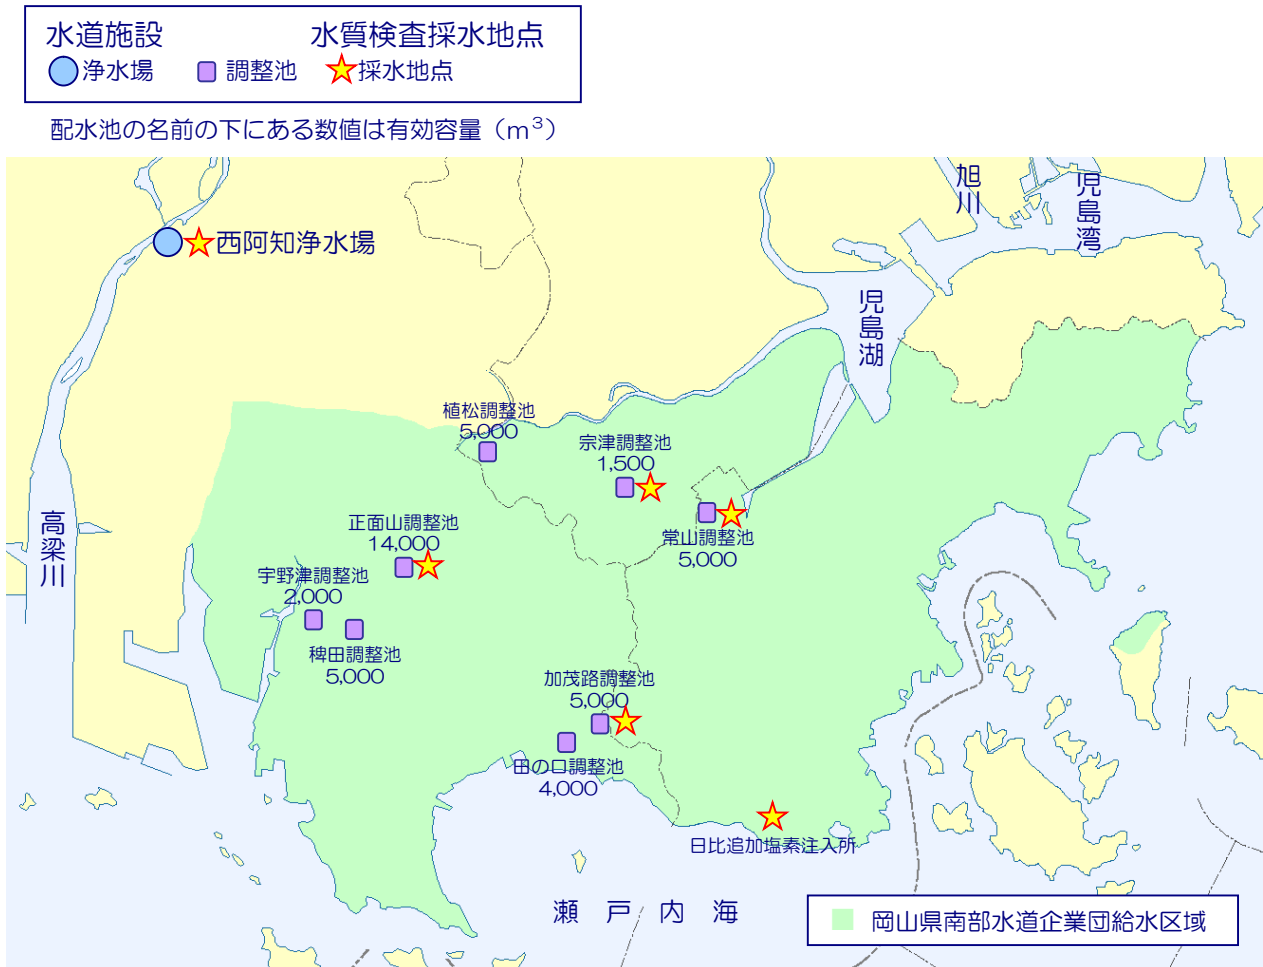 水道施設
水質検査採水地点
浄水場
調整池
採水地点
配水池の名前の下にある数値は有効容量（m³）
旭川
児島湾
西阿知浄水場
児島湖
植松調整池
5,000
宗津調整池
1,500
高梁川
正面山調整池
14,000
常山調整池
5,000
宇野津調整池
2,000
稗田調整池
5,000
加茂路調整池
5,000
田の口調整池
4,000
日比追加塩素注入所
瀬戸内海
岡山県南部水道企業団給水区域